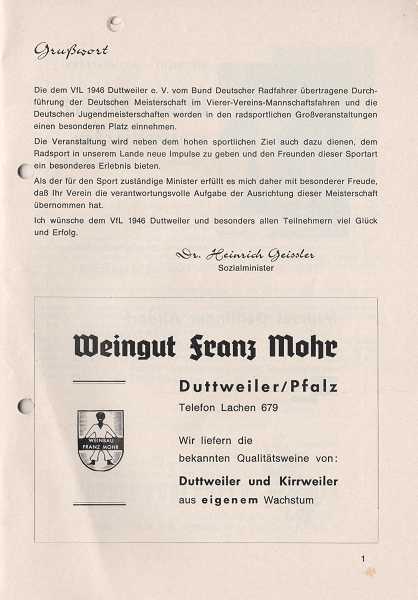 Grußwort
Die dem VfL 1946 Duttweiler e. V. vom Bund Deutscher Radfahrer übertragene Durch-
führung der Deutschen Meisterschaft im Vierer-Vereins-Mannschaftsfahren und die
Deutschen Jugendmeisterschaften werden in den radsportlichen Großveranstaltungen
einen besonderen Platz einnehmen.
Die Veranstaltung wird neben dem hohen sportlichen Ziel auch dazu dienen, dem
Radsport in unserem Lande neue Impulse zu geben und den Freunden dieser Sportart
ein besonderes Erlebnis bieten.
Als der für den Sport zuständige Minister erfüllt es mich daher mit besonderer Freude,
daß Ihr Verein die verantwortungsvolle Aufgabe der Ausrichtung dieser Meisterschaft
übernommen hat.
Ich wünsche dem VfL 1946 Duttweiler und besonders allen Teilnehmern viel Glück
und Erfolg.
Dr. Heinrich Geissler
Sozialminister
Weingut Franz Mohr
Duttweiler/Pfalz
Telefon Lachen 679
WEINBAU
FRANZ MOHR
Wir liefern die
bekannten Qualitätsweine von:
Duttweiler und Kirrweiler
aus eigenem Wachstum
1